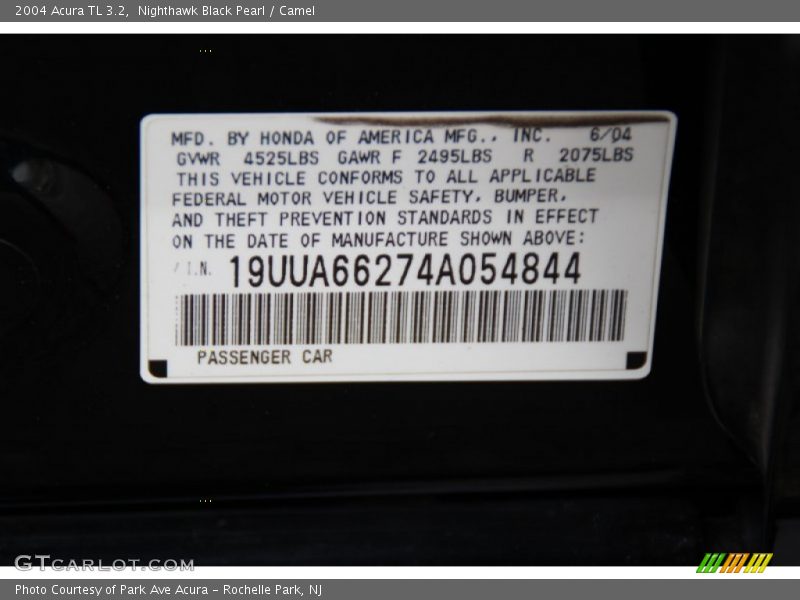 2004 Acura TL 3.2,  Nighthawk Black Pearl / Camel
MFD. BY HONDA OF AMERICA MFG., INC. 6/04
GVWR 4525LBS GAWR F 2495LBS R 2075LBS
THIS VEHICLE CONFORMS TO ALL APPLICABLE
FEDERAL MOTOR VEHICLE SAFETY, BUMPER,
AND THEFT PREVENTION STANDARDS IN EFFECT
ON THE DATE OF MANUFACTURE SHOWN ABOVE:
I.N. 19UUA66274A054844
PASSENGER CAR
GTCARLOT.COM
Photo Courtesy of Park Ave Acura - Rochelle Park, NJ